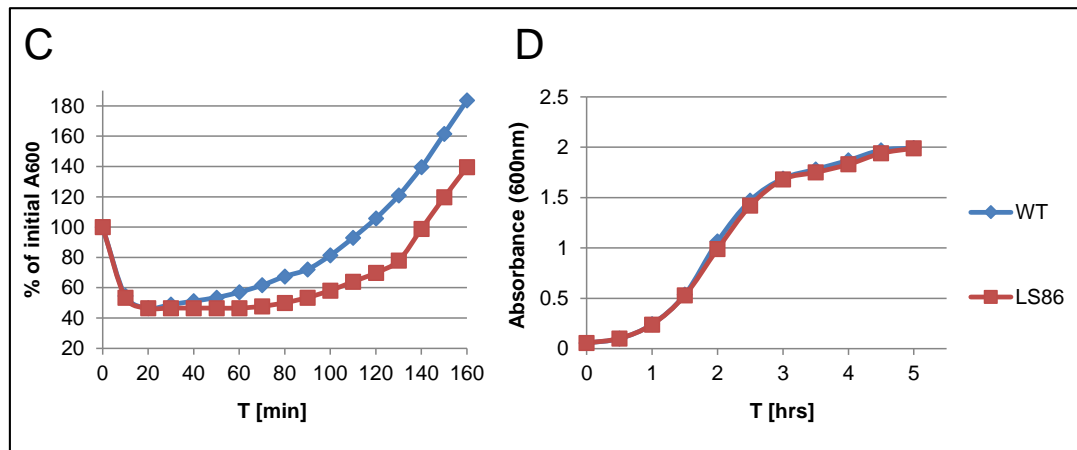 C
% of initial A600
180
160
140
120
100
80
60
40
20
0 20 40 60 80 100 120 140 160
T [min]
D
Absorbance (600nm)
2.5
2
1.5
1
0.5
0
0 1 2 3 4 5
T [hrs]
WT
LS86